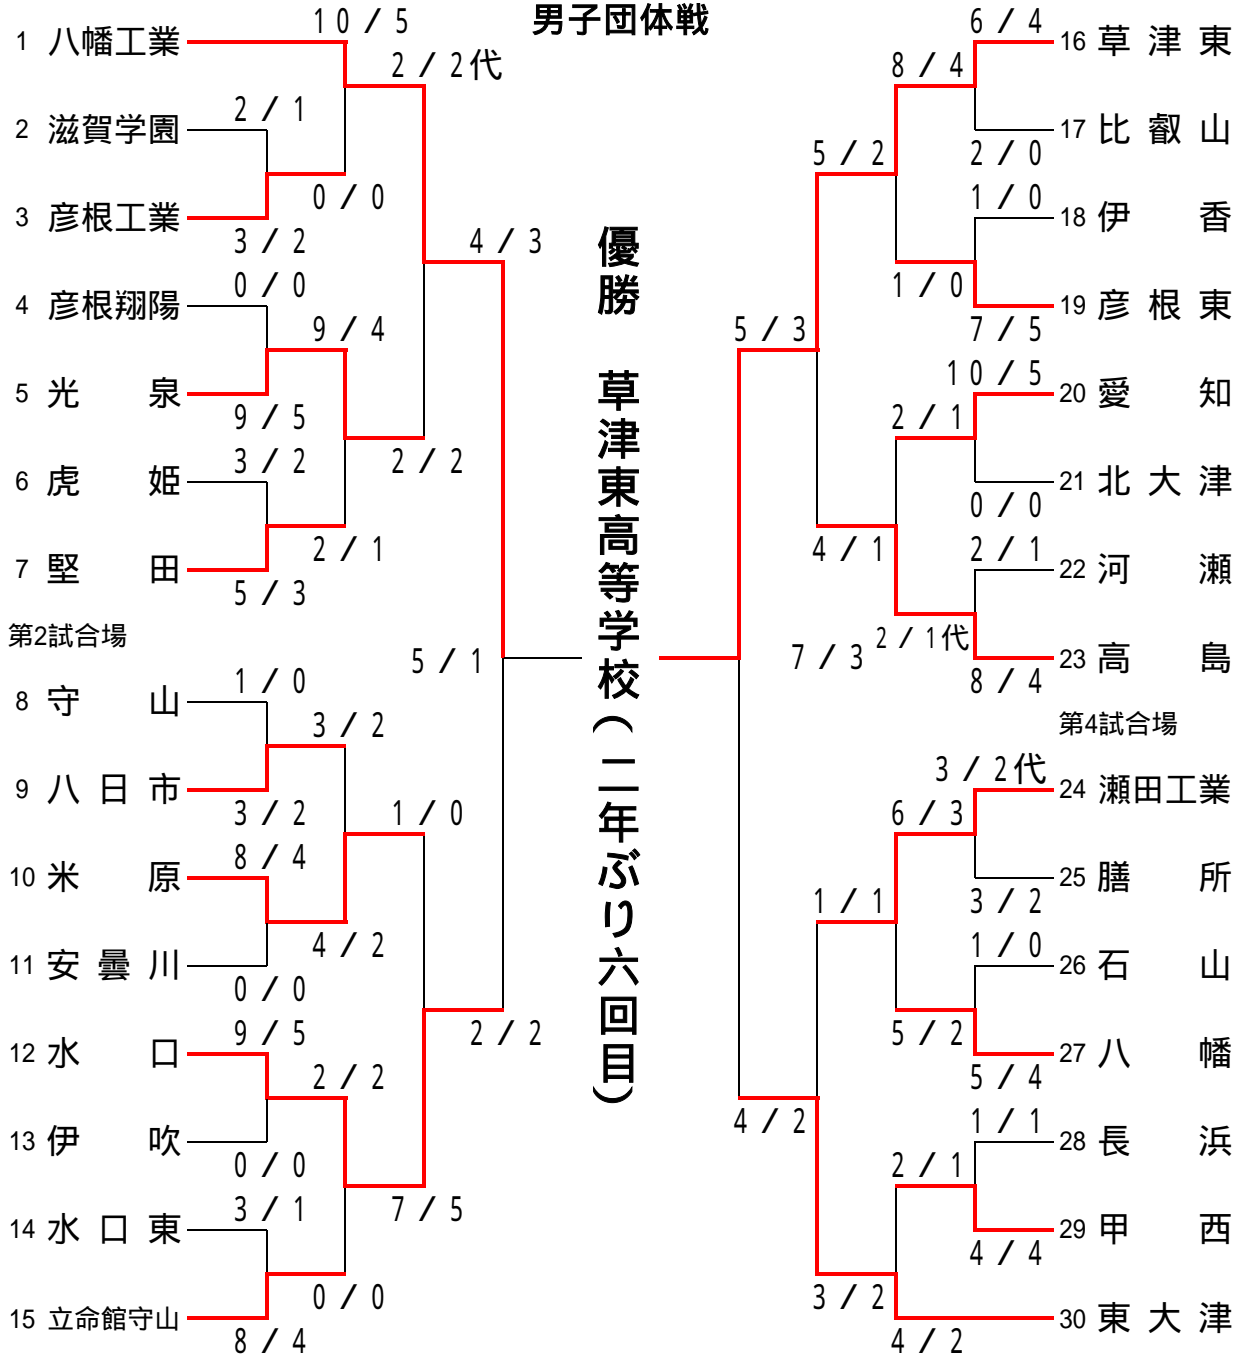 男子団体戦
10 / 5
1 八幡工業
2 / 2代
2 / 1
2 滋賀学園
0 / 0
3 彦根工業
3 / 2
4 / 3
0 / 0
4 彦根翔陽
9 / 4
5 光泉
9 / 5
3 / 2
2 / 2
6 虎姫
2 / 1
7 堅田
5 / 3
第2試合場
5 / 1
1 / 0
8 守山
3 / 2
9 八日市
3 / 2
1 / 0
8 / 4
10 米原
4 / 2
11 安曇川
0 / 0
9 / 5
2 / 2
12 水口
2 / 2
13 伊吹
0 / 0
3 / 1
7 / 5
14 水口東
0 / 0
15 立命館守山
8 / 4
優勝 草津東高等学校(二年ぶり六回目)
6 / 4
16 草津東
8 / 4
17 比叡山
5 / 2
2 / 0
1 / 0
18 伊香
1 / 0
19 彦根東
5 / 3
7 / 5
10 / 5
20 愛知
2 / 1
21 北大津
0 / 0
4 / 1
2 / 1
22 河瀬
2 / 1代
7 / 3
23 高島
8 / 4
第4試合場
3 / 2代
24 瀬田工業
6 / 3
25 膳所
1 / 1
3 / 2
1 / 0
26 石山
5 / 2
27 八幡
5 / 4
4 / 2
1 / 1
28 長浜
2 / 1
29 甲西
4 / 4
3 / 2
30 東大津
4 / 2